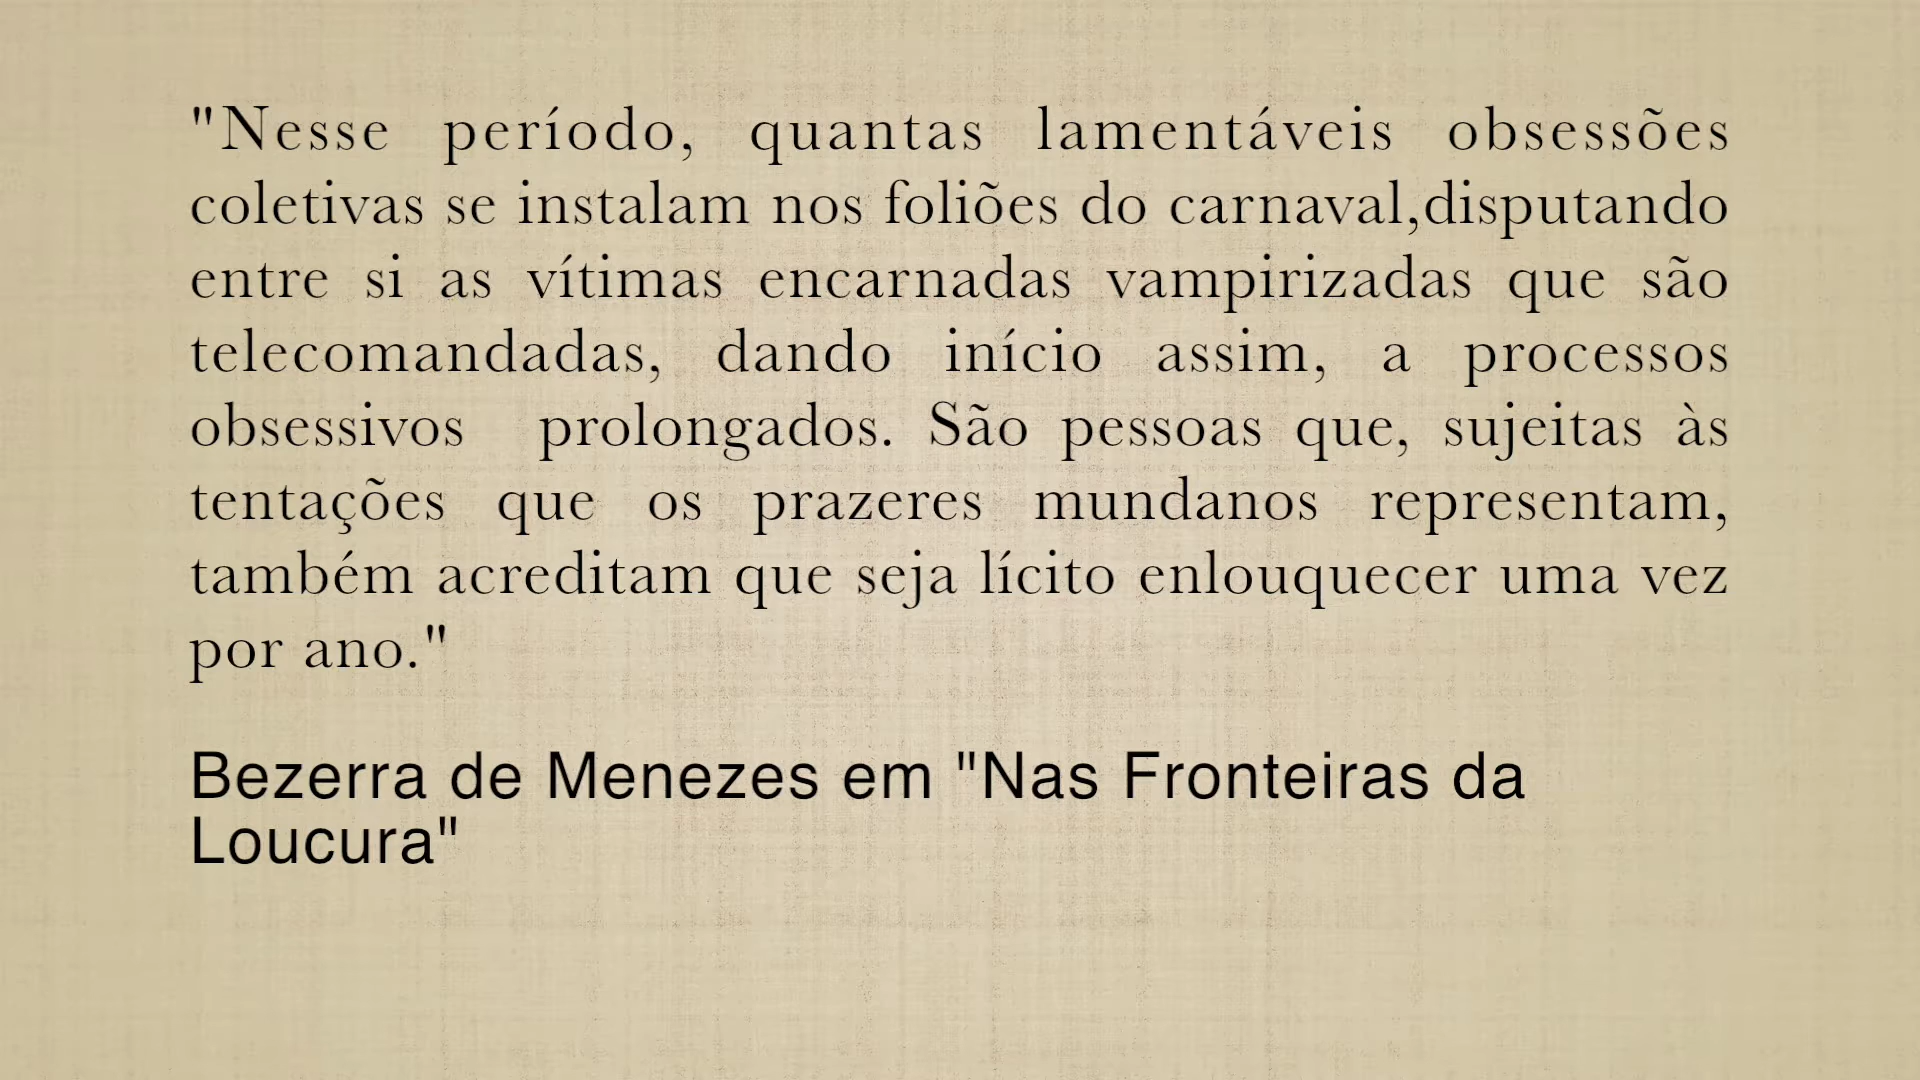 "Nesse período, quantas lamentáveis obsessões
coletivas se instalam nos foliões do carnaval,disputando
entre si as vítimas encarnadas vampirizadas que são
telecomandadas, dando início assim, a processos
obsessivos prolongados. São pessoas que, sujeitas às
tentações que os prazeres mundanos representam,
também acreditam que seja lícito enlouquecer uma vez
por ano."
Bezerra de Menezes em "Nas Fronteiras da
Loucura"